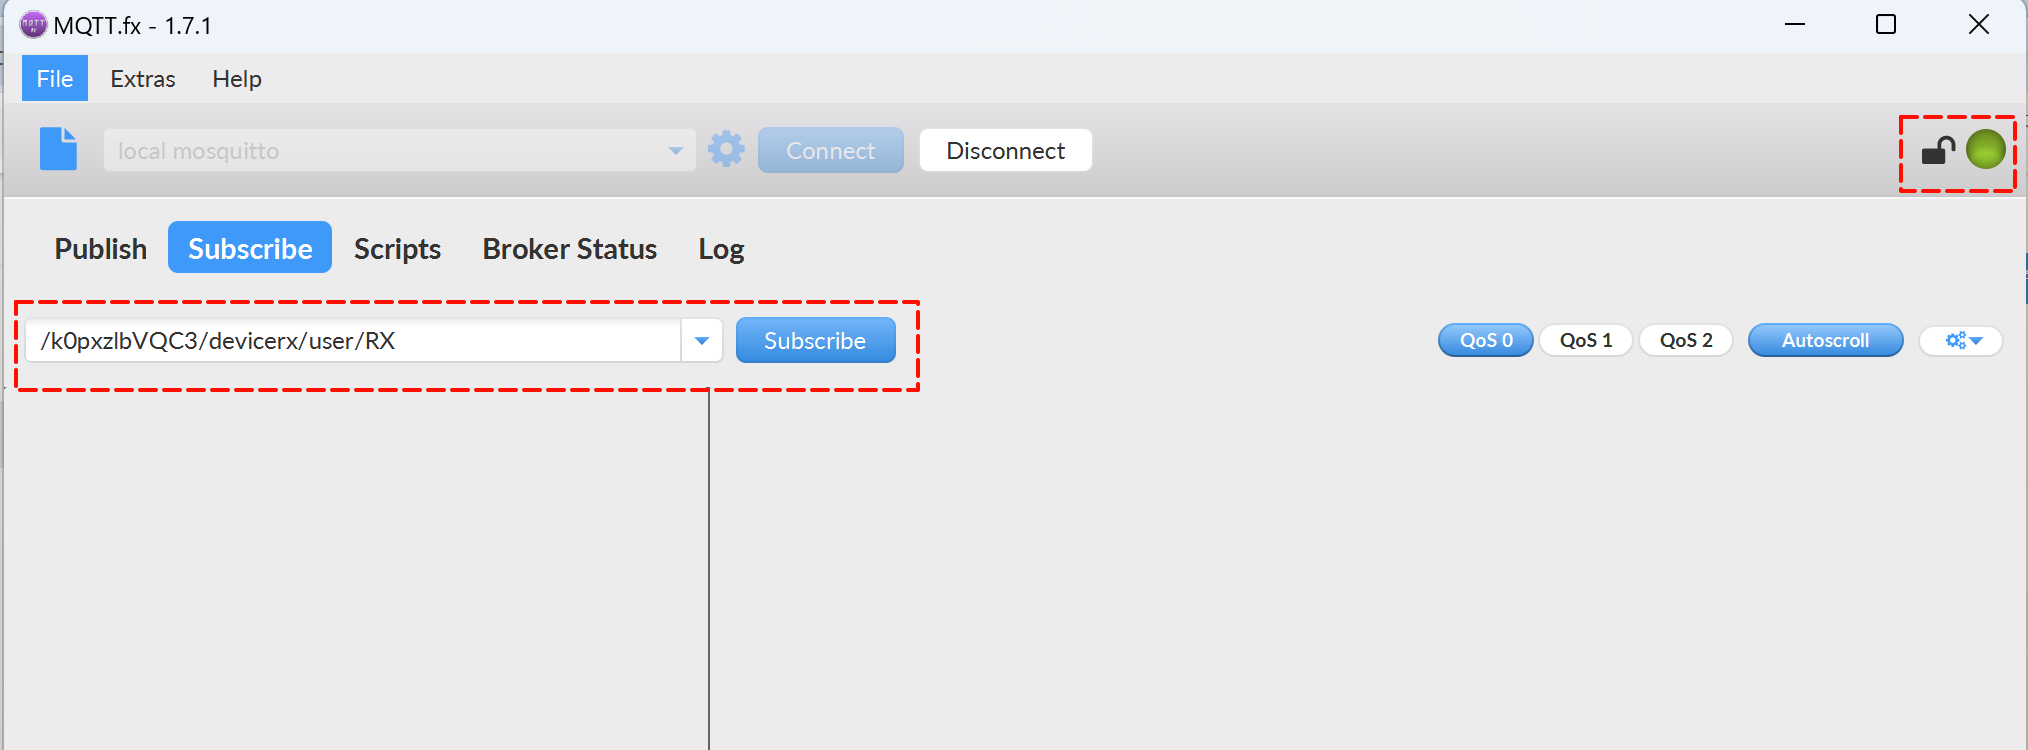 MQTT.fx - 1.7.1
File Extras Help
local mosquitto Connect Disconnect
Publish Subscribe Scripts Broker Status Log
/k0pxzlbVQC3/devicerx/user/RX Subscribe QoS 0 QoS 1 QoS 2 Autoscroll